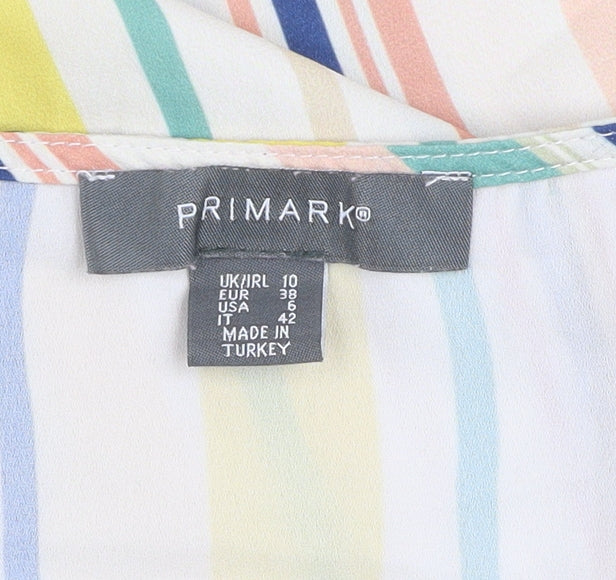 PRIMARK®
UK/IRL 10
EUR 38
USA 6
IT 42
MADE IN
TURKEY